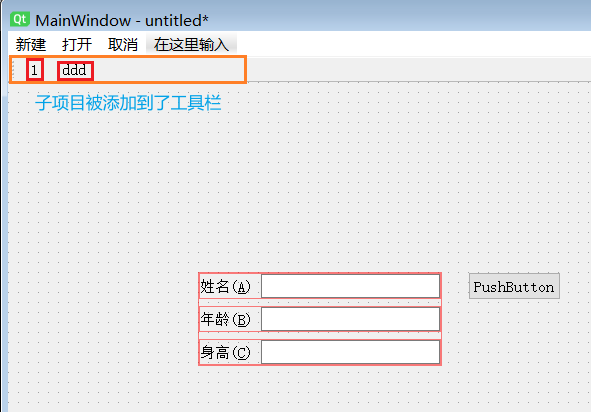 Qt MainWindow - untitled*
新建 打开 取消 在这里输入
1 ddd
子项目被添加到了工具栏
姓名(A) PushButton
年龄(B)
身高(C)